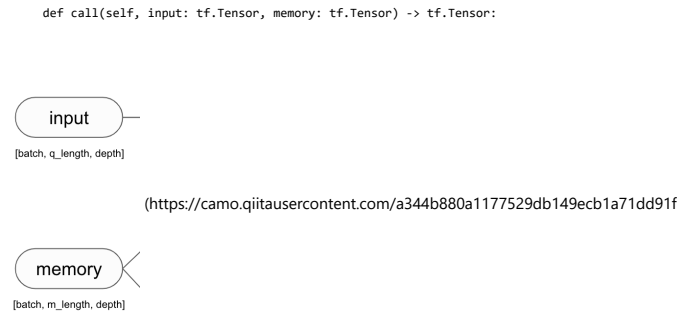 def call(self, input: tf.Tensor, memory: tf.Tensor) -> tf.Tensor:
input
[batch, q_length, depth]
(https://camo.qiitausercontent.com/a344b880a1177529db149ecb1a71dd91f
memory
[batch, m_length, depth]